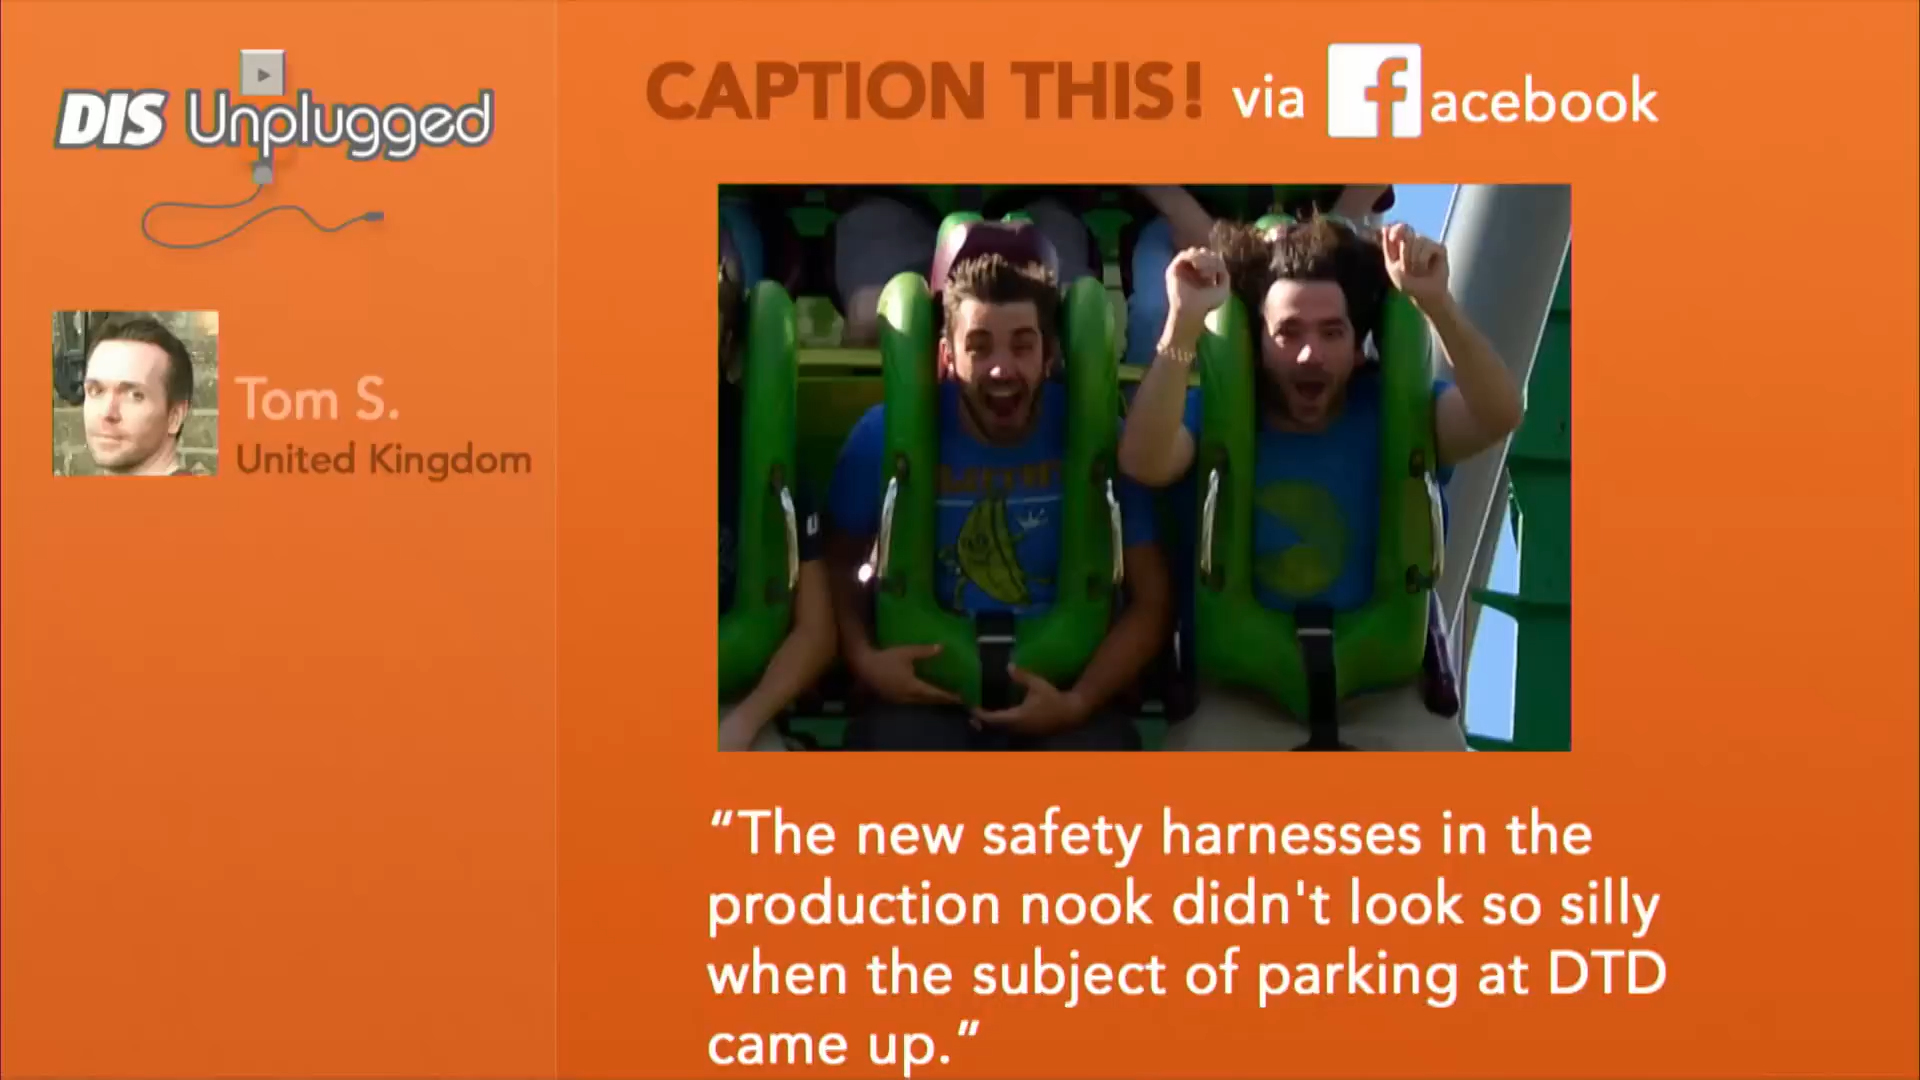 DIS Unplugged
CAPTION THIS! via facebook
Tom S.
United Kingdom
“The new safety harnesses in the
production nook didn't look so silly
when the subject of parking at DTD
came up.”